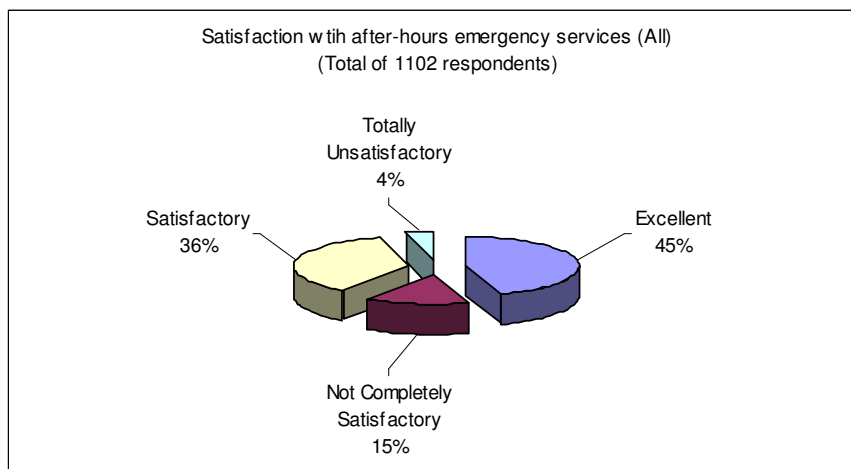 Satisfaction wtih after-hours emergency services (All)
(Total of 1102 respondents)
Totally
Unsatisfactory
4%
Satisfactory
36%
Excellent
45%
Not Completely
Satisfactory
15%